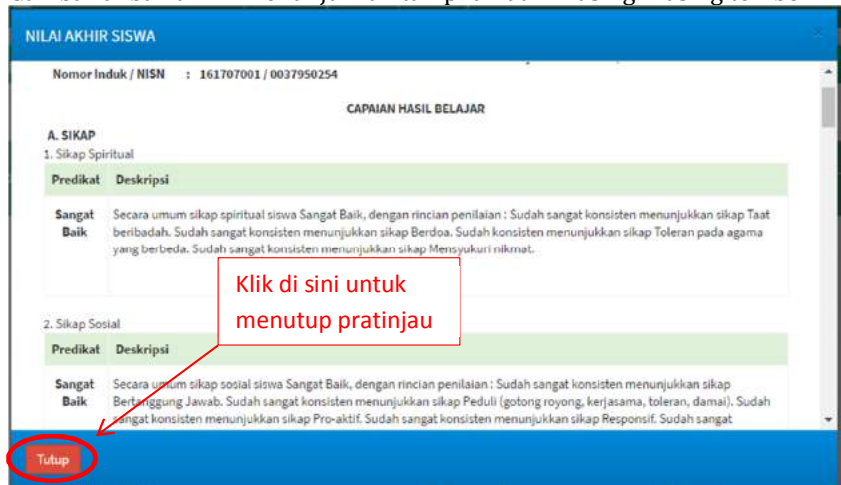 NILAI AKHIR SISWA
×
Nomor Induk / NISN : 161707001 / 0037950254
CAPAIAN HASIL BELAJAR
A. SIKAP
1. Sikap Spiritual
Predikat Deskripsi
Sangat Baik
Secara umum sikap spiritual siswa Sangat Baik, dengan rincian penilaian : Sudah sangat konsisten menunjukkan sikap Taat
beribadah. Sudah sangat konsisten menunjukkan sikap Berdoa. Sudah konsisten menunjukkan sikap Toleran pada agama
yang berbeda. Sudah sangat konsisten menunjukkan sikap Mensyukuri nikmat.
Klik di sini untuk
menutup pratinjau
2. Sikap Sosial
Predikat Deskripsi
Sangat Baik
Secara umum sikap sosial siswa Sangat Baik, dengan rincian penilaian : Sudah sangat konsisten menunjukkan sikap
Bertanggung Jawab. Sudah sangat konsisten menunjukkan sikap Peduli (gotong royong, kerjasama, toleran, damai). Sudah
sangat konsisten menunjukkan sikap Pro-aktif. Sudah sangat konsisten menunjukkan sikap Responsif. Sudah sangat
Tutup